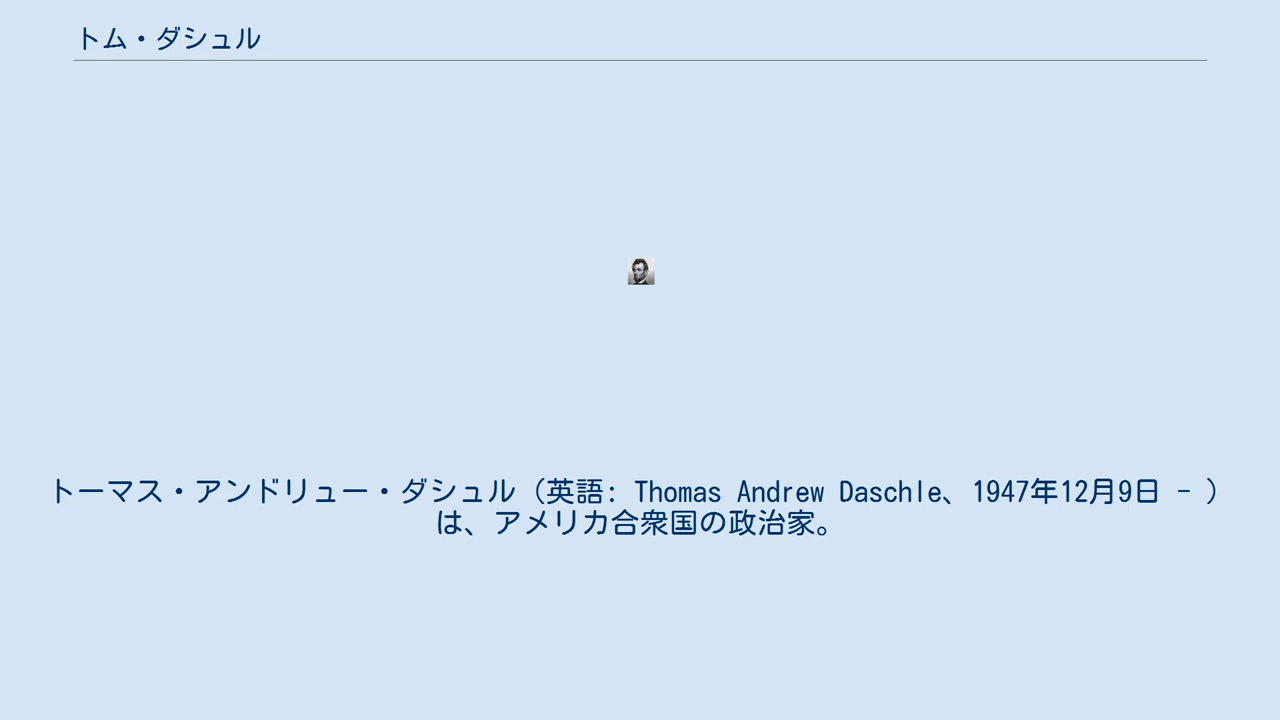 トム・ダシュル
トーマス・アンドリュー・ダシュル（英語: Thomas Andrew Daschle、1947年12月9日 - ）
は、アメリカ合衆国の政治家。